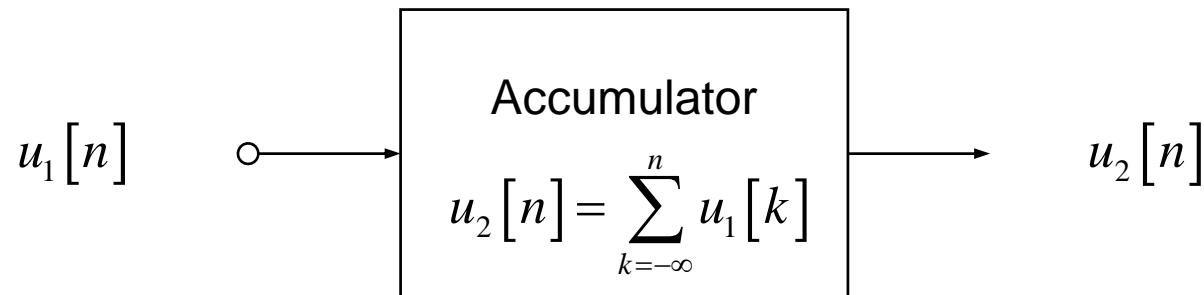 Accumulator
u₁[n]
u₂[n] = ∑ₖ₌₋∞ⁿ u₁[k]
u₂[n]